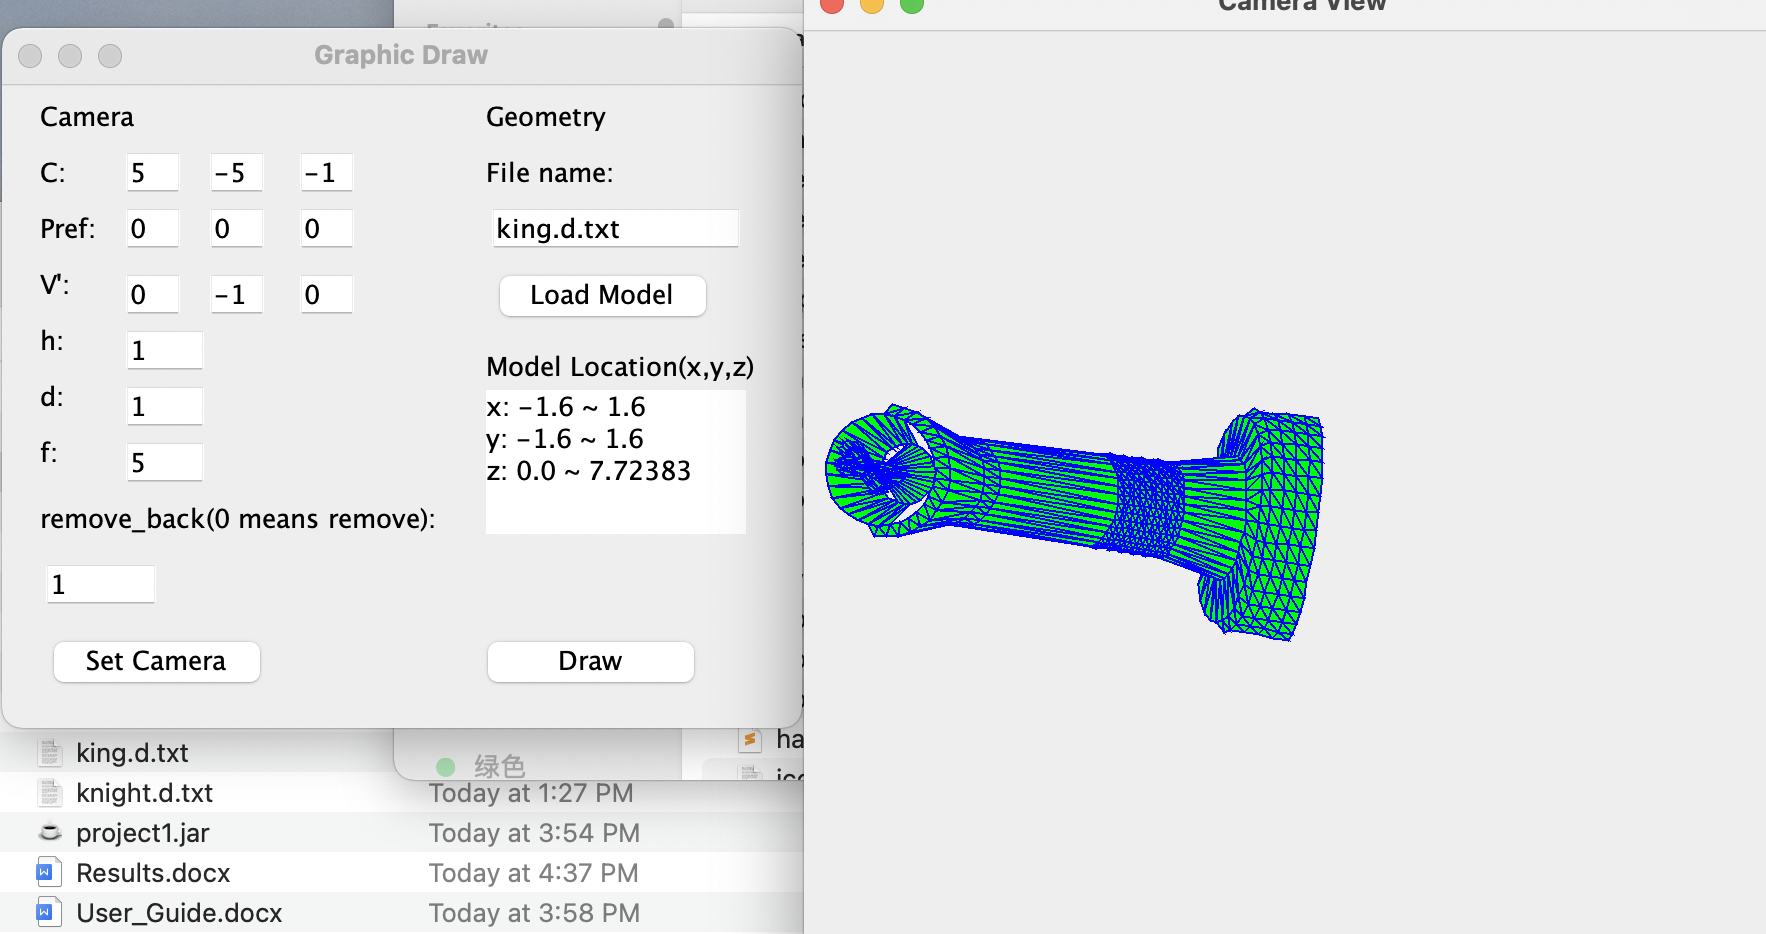 Camera View
Graphic Draw
Camera
C: 5 -5 -1
Pref: 0 0 0
V': 0 -1 0
h: 1
d: 1
f: 5
remove_back(0 means remove):
1
Set Camera
Geometry
File name:
king.d.txt
Load Model
Model Location(x,y,z)
x: -1.6 ~ 1.6
y: -1.6 ~ 1.6
z: 0.0 ~ 7.72383
Draw
king.d.txt
绿色
knight.d.txt Today at 1:27 PM
project1.jar Today at 3:54 PM
Results.docx Today at 4:37 PM
User_Guide.docx Today at 3:58 PM
ha